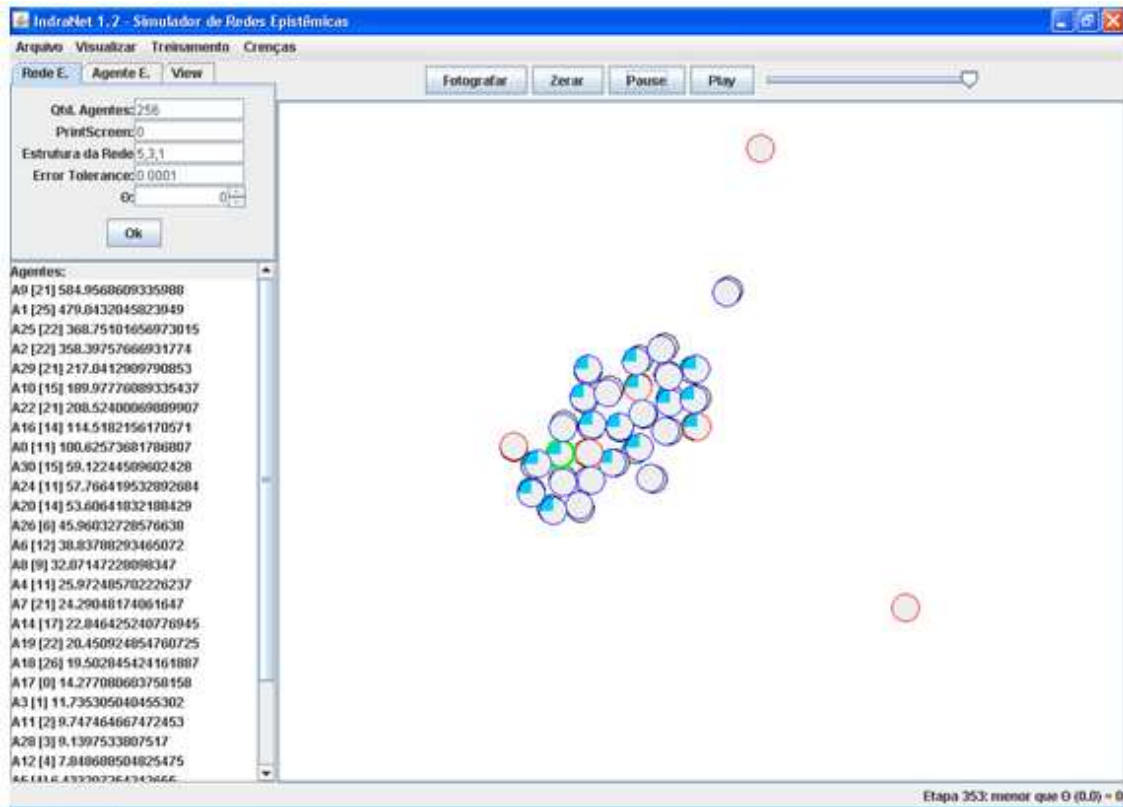 IndraNet 1.2 - Simulador de Redes Epistêmicas
Arquivo Visualizar Treinamento Crenças
Rede E. Agente E. View
Fotografar Zerar Pause Play
Qtd. Agentes: 256
PrintScreen: 0
Estrutura da Rede 5,3,1
Error Tolerance: 0.0001
Θ: 0
Ok
Agentes:
A9 [21] 584.9568609335988
A1 [25] 479.0432045823949
A25 [22] 368.75101656973015
A2 [22] 358.39757666931774
A29 [21] 217.0412909790853
A10 [15] 189.97776089335437
A22 [21] 208.52400069809907
A16 [14] 114.5182156170571
A0 [11] 100.62573681786807
A30 [15] 59.12244509602428
A24 [11] 57.766419532892684
A20 [14] 53.60641832188429
A26 [6] 45.96032728576638
A6 [12] 38.83788293465072
A8 [9] 32.07147228098347
A4 [11] 25.972485702226237
A7 [21] 24.29048174061647
A14 [17] 22.846425240776945
A19 [22] 20.450924854760725
A18 [26] 19.502845424161887
A17 [0] 14.277080603758158
A3 [1] 11.735305040455302
A11 [2] 9.747464667472453
A28 [3] 9.1397533807517
A12 [4] 7.848688504825475
Etapa 353: menor que Θ (0.0) = 0